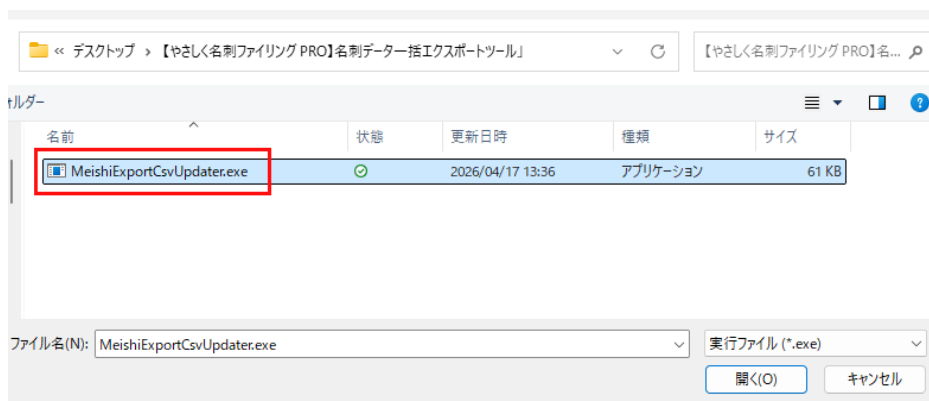 « デスクトップ › 【やさしく名刺ファイリング PRO】名刺データ一括エクスポートツール」
【やさしく名刺ファイリング PRO】名...
ォルダー
名前 状態 更新日時 種類 サイズ
MeishiExportCsvUpdater.exe 2026/04/17 13:36 アプリケーション 61 KB
ファイル名(N): MeishiExportCsvUpdater.exe 実行ファイル (*.exe)
開く(O) キャンセル